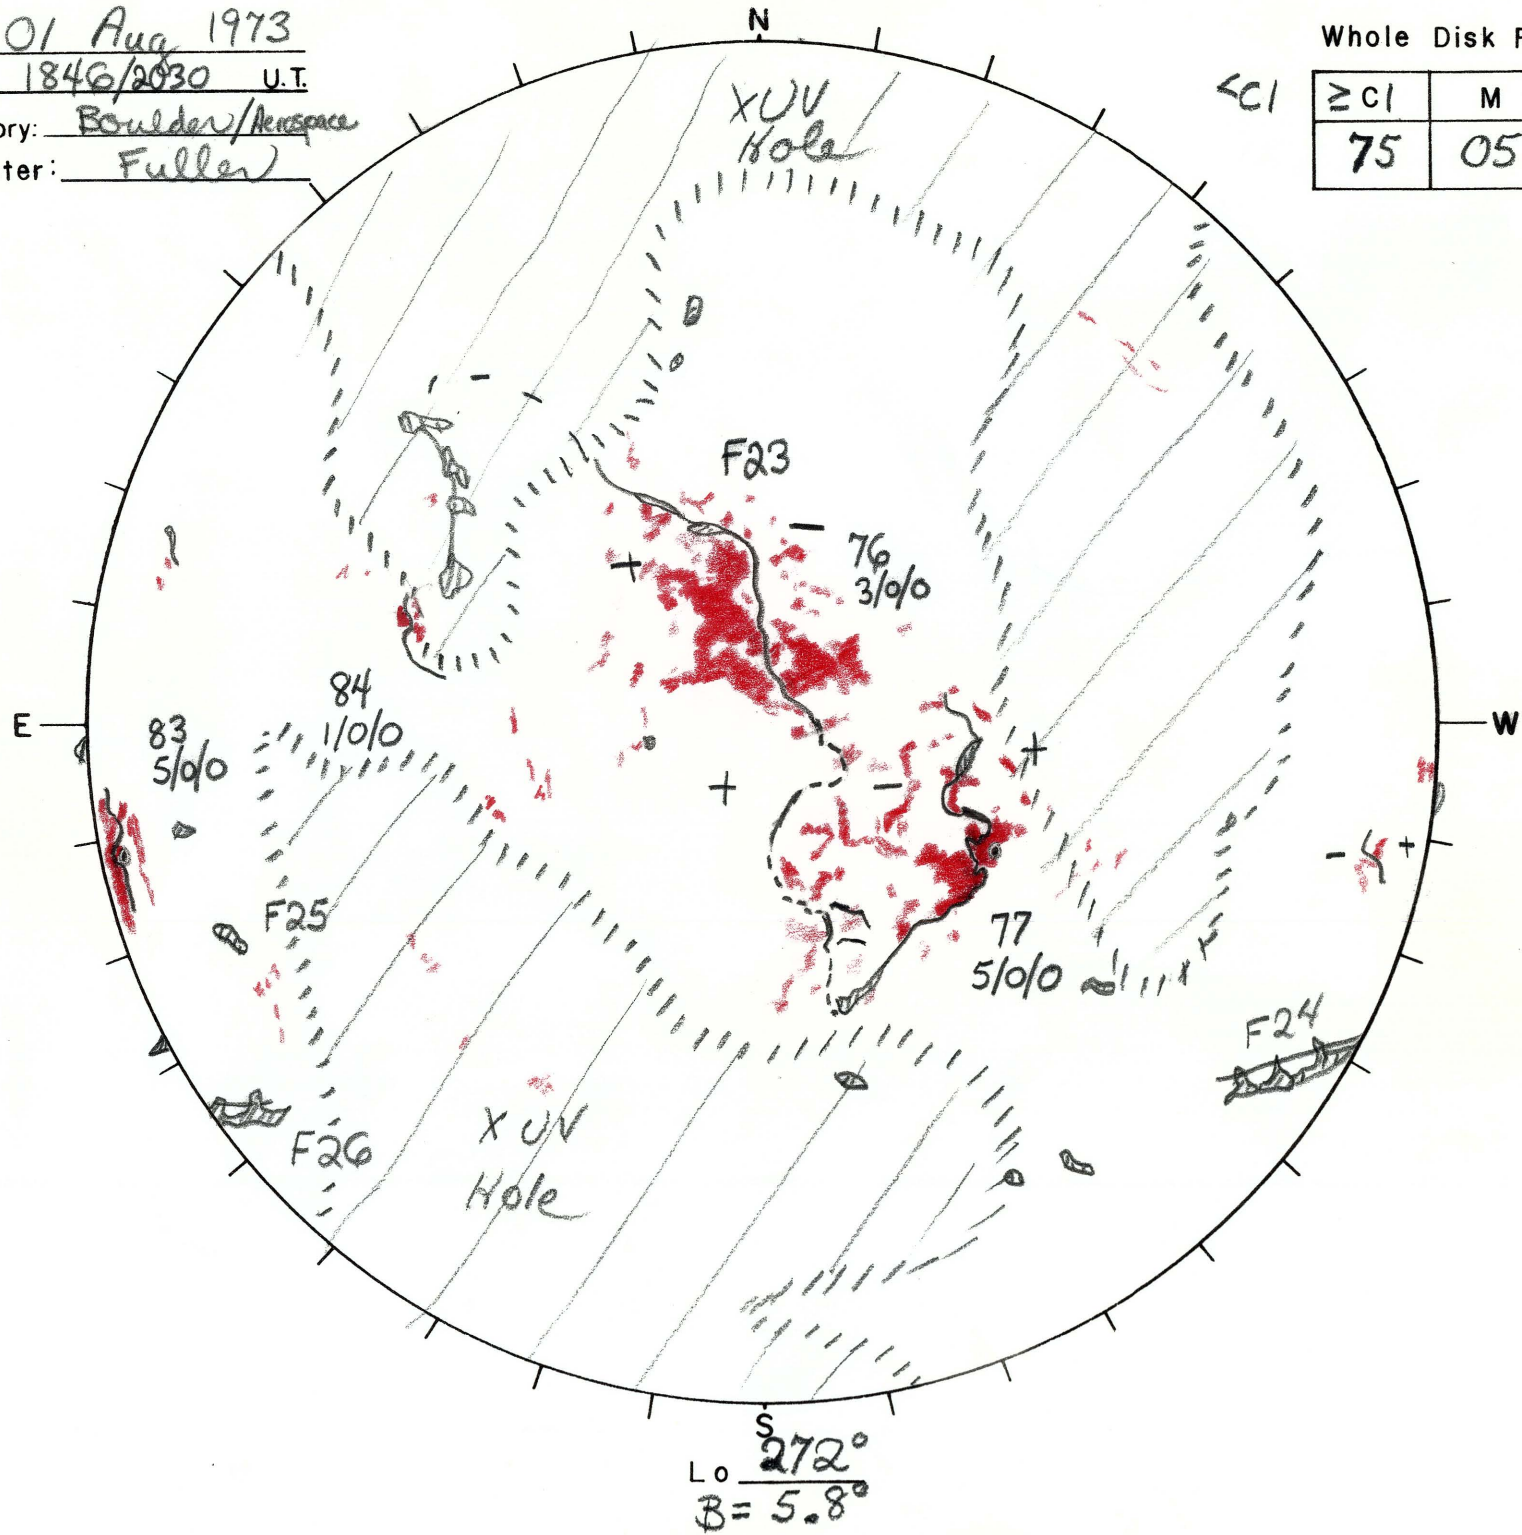 01 Aug 1973
1846/2030 U.T.
ory: Boulder/Aerospace
ter: Fuller
N
Whole Disk F
<C1
≥C1 M
75 05
XUV
Hole
F23
76
3/0/0
84
1/0/0
83
5/0/0
E
W
F25
77
5/0/0
F24
F26
XUV
Hole
S
Lo 272°
B= 5.8°